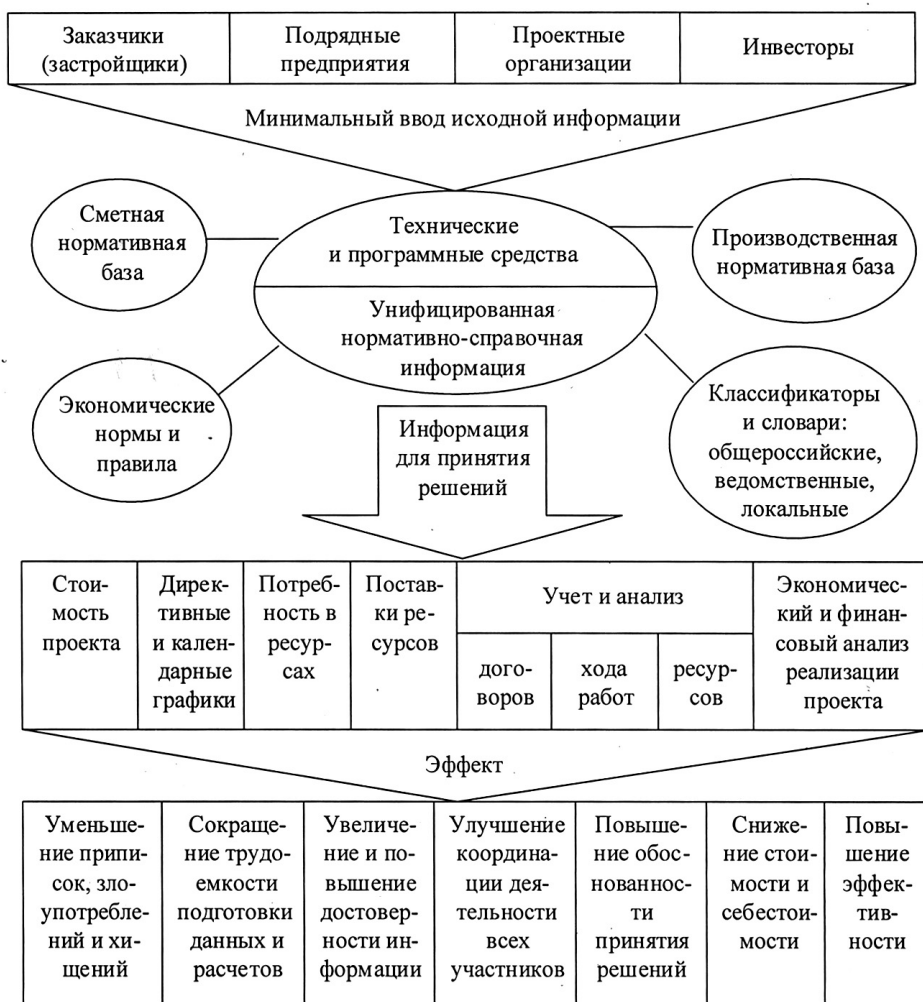 Заказчики
(застройщики)
Подрядные
предприятия
Проектные
организации
Инвесторы
Минимальный ввод исходной информации
Сметная
нормативная
база
Технические
и программные средства
Производственная
нормативная база
Унифицированная
нормативно-справочная
информация
Экономические
нормы и
правила
Классификаторы
и словари:
общероссийские,
ведомственные,
локальные
Информация
для принятия
решений
Стои-
мость
проекта
Дирек-
тивные
и кален-
дарные
графики
Потреб-
ность в
ресур-
сах
Постав-
ки ре-
сурсов
Учет и анализ
дого-
воров
хода
работ
ресур-
сов
Экономичес-
кий и финан-
совый анализ
реализации
проекта
Эффект
Уменьше-
ние припи-
сок, зло-
употребле-
ний и хи-
щений
Сокраще-
ние трудо-
емкости
подготовки
данных и
расчетов
Увеличе-
ние и по-
вышение
достовер-
ности ин-
формации
Улучшение
координа-
ции дея-
тельности
всех
участников
Повыше-
ние обос-
нованнос-
ти
принятия
решений
Сниже-
ние стои-
мости и
себестои-
мости
Повы-
шение
эффек-
тив-
ности